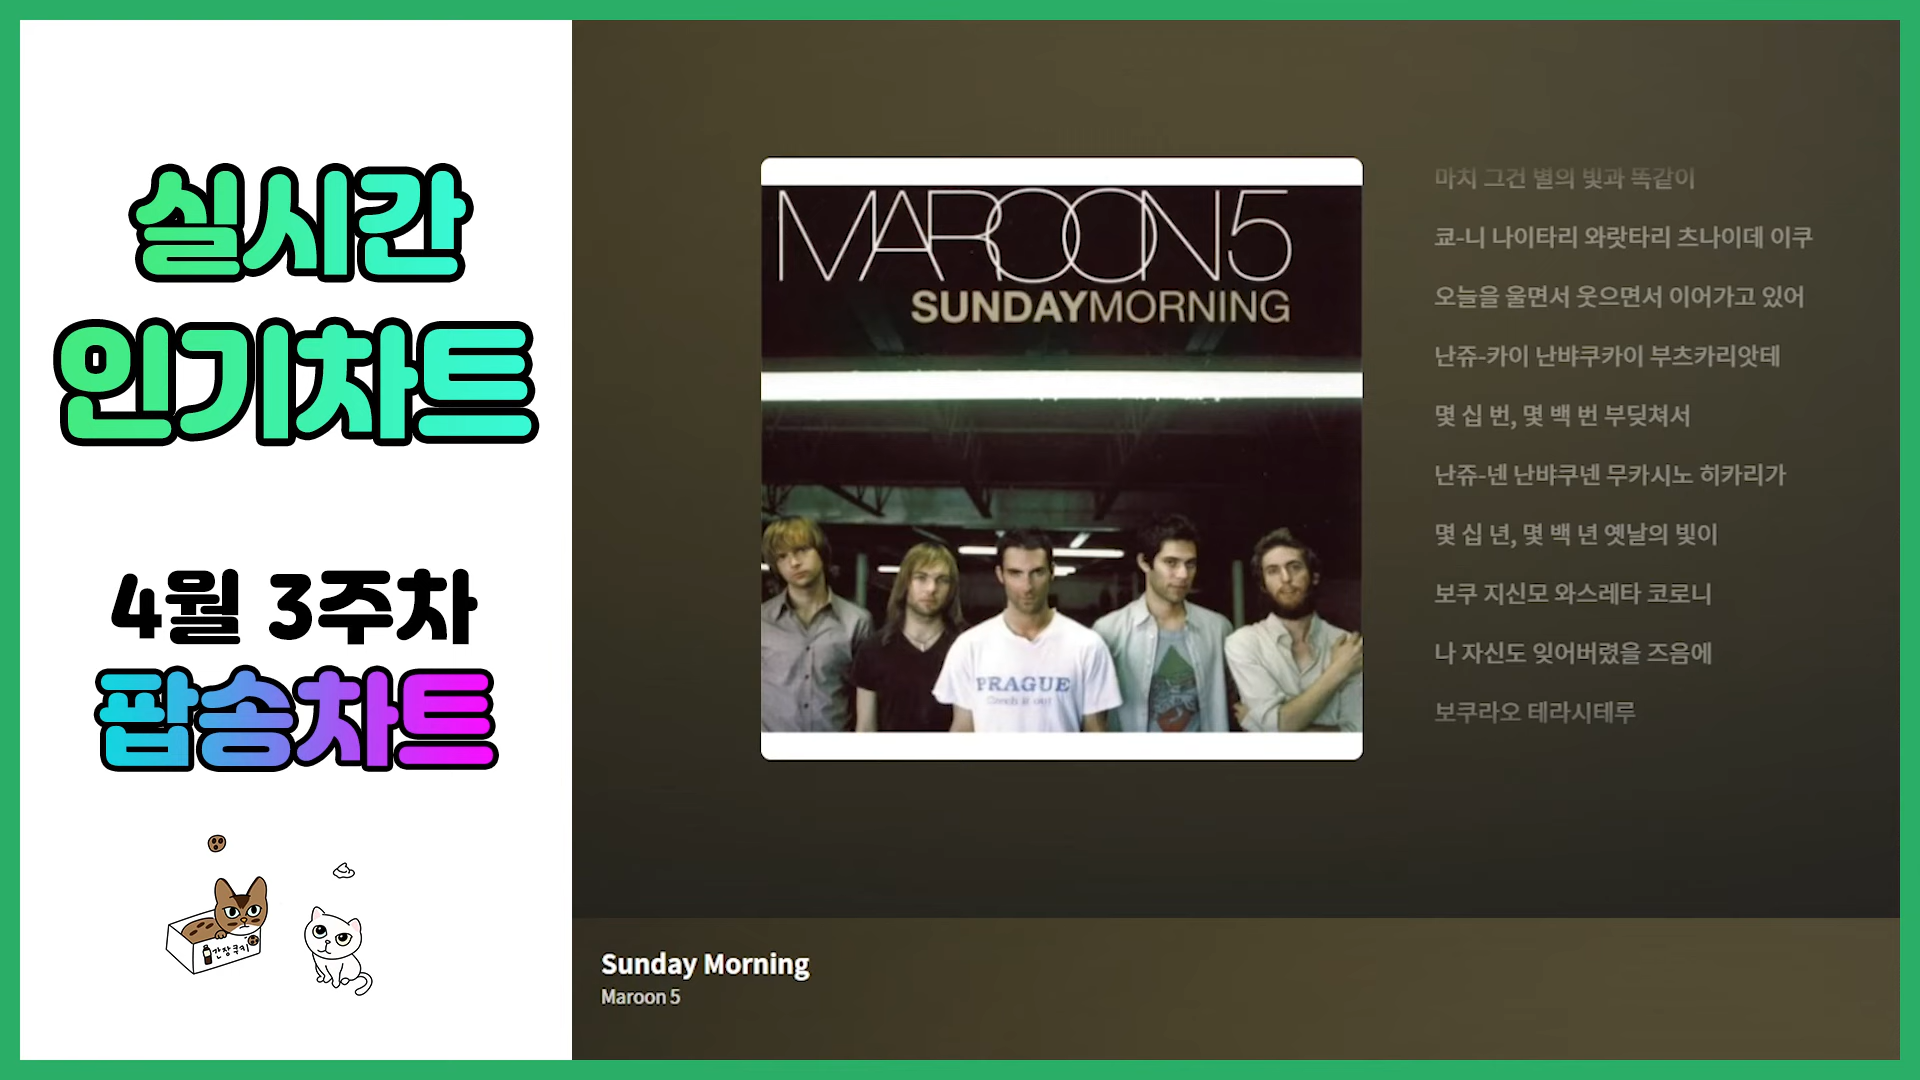 실시간
인기차트
4월 3주차
팝송차트
간장쿠키
MAROON5
SUNDAYMORNING
PRAGUE
Czech it out
마치 그건 별의 빛과 똑같이
쿄-니 나이타리 와랏타리 츠나이데 이쿠
오늘을 울면서 웃으면서 이어가고 있어
난쥬-카이 난뱌쿠카이 부츠카리앗테
몇 십 번, 몇 백 번 부딪쳐서
난쥬-넨 난뱌쿠넨 무카시노 히카리가
몇 십 년, 몇 백 년 옛날의 빛이
보쿠 지신모 와스레타 코로니
나 자신도 잊어버렸을 즈음에
보쿠라오 테라시테루
Sunday Morning
Maroon 5